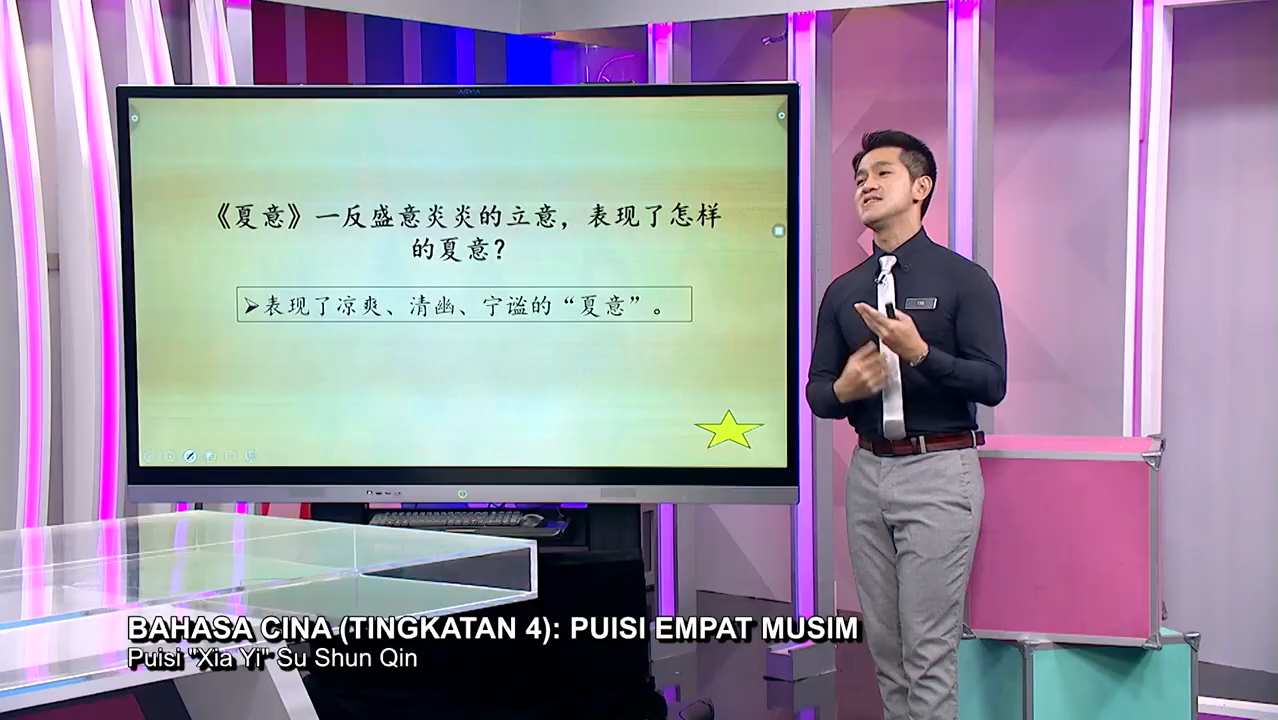 《夏意》一反盛意炎炎的立意，表现了怎样
的夏意？
➢表现了凉爽、清幽、宁谧的“夏意”。
BAHASA CINA (TINGKATAN 4): PUISI EMPAT MUSIM
Puisi "Xia Yi" Su Shun Qin